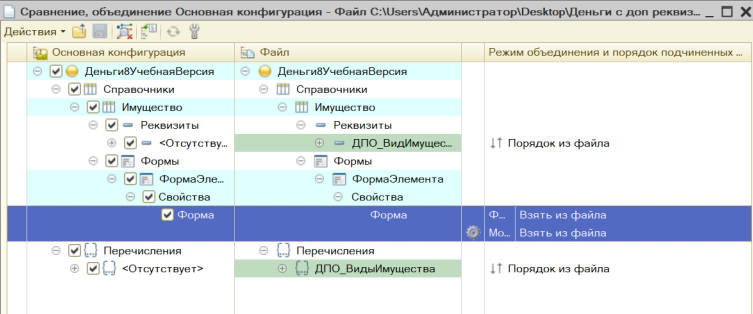 Сравнение, объединение Основная конфигурация - Файл C:\Users\Администратор\Desktop\Деньги с доп реквиз...
Действия
Основная конфигурация Файл Режим объединения и порядок подчиненных ...
Деньги8УчебнаяВерсия Деньги8УчебнаяВерсия
Справочники Справочники
Имущество Имущество
Реквизиты Реквизиты
<Отсутству... ДПО_ВидИмущес... Порядок из файла
Формы Формы
ФормаЭле... ФормаЭлемента
Свойства Свойства
Форма Форма Ф... Взять из файла
Мо... Взять из файла
Перечисления Перечисления
<Отсутствует> ДПО_ВидыИмущества Порядок из файла